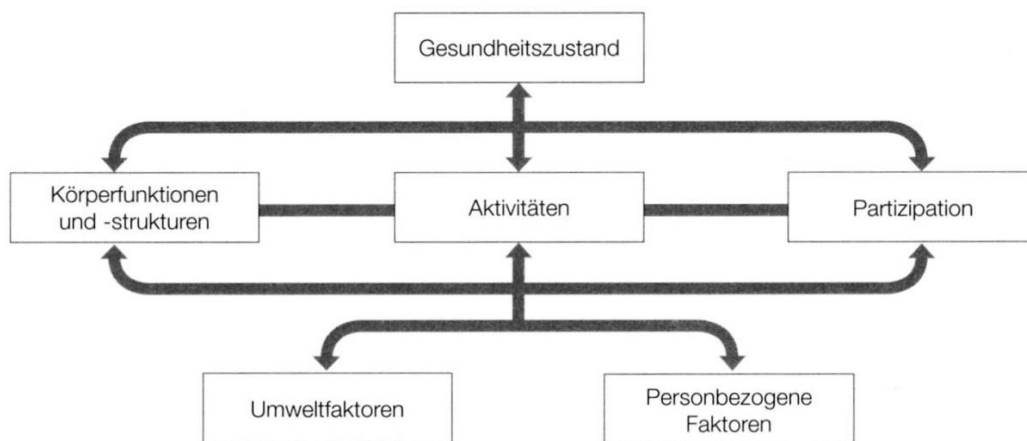 Gesundheitszustand
Körperfunktionen
und -strukturen
Aktivitäten
Partizipation
Umweltfaktoren
Personbezogene
Faktoren